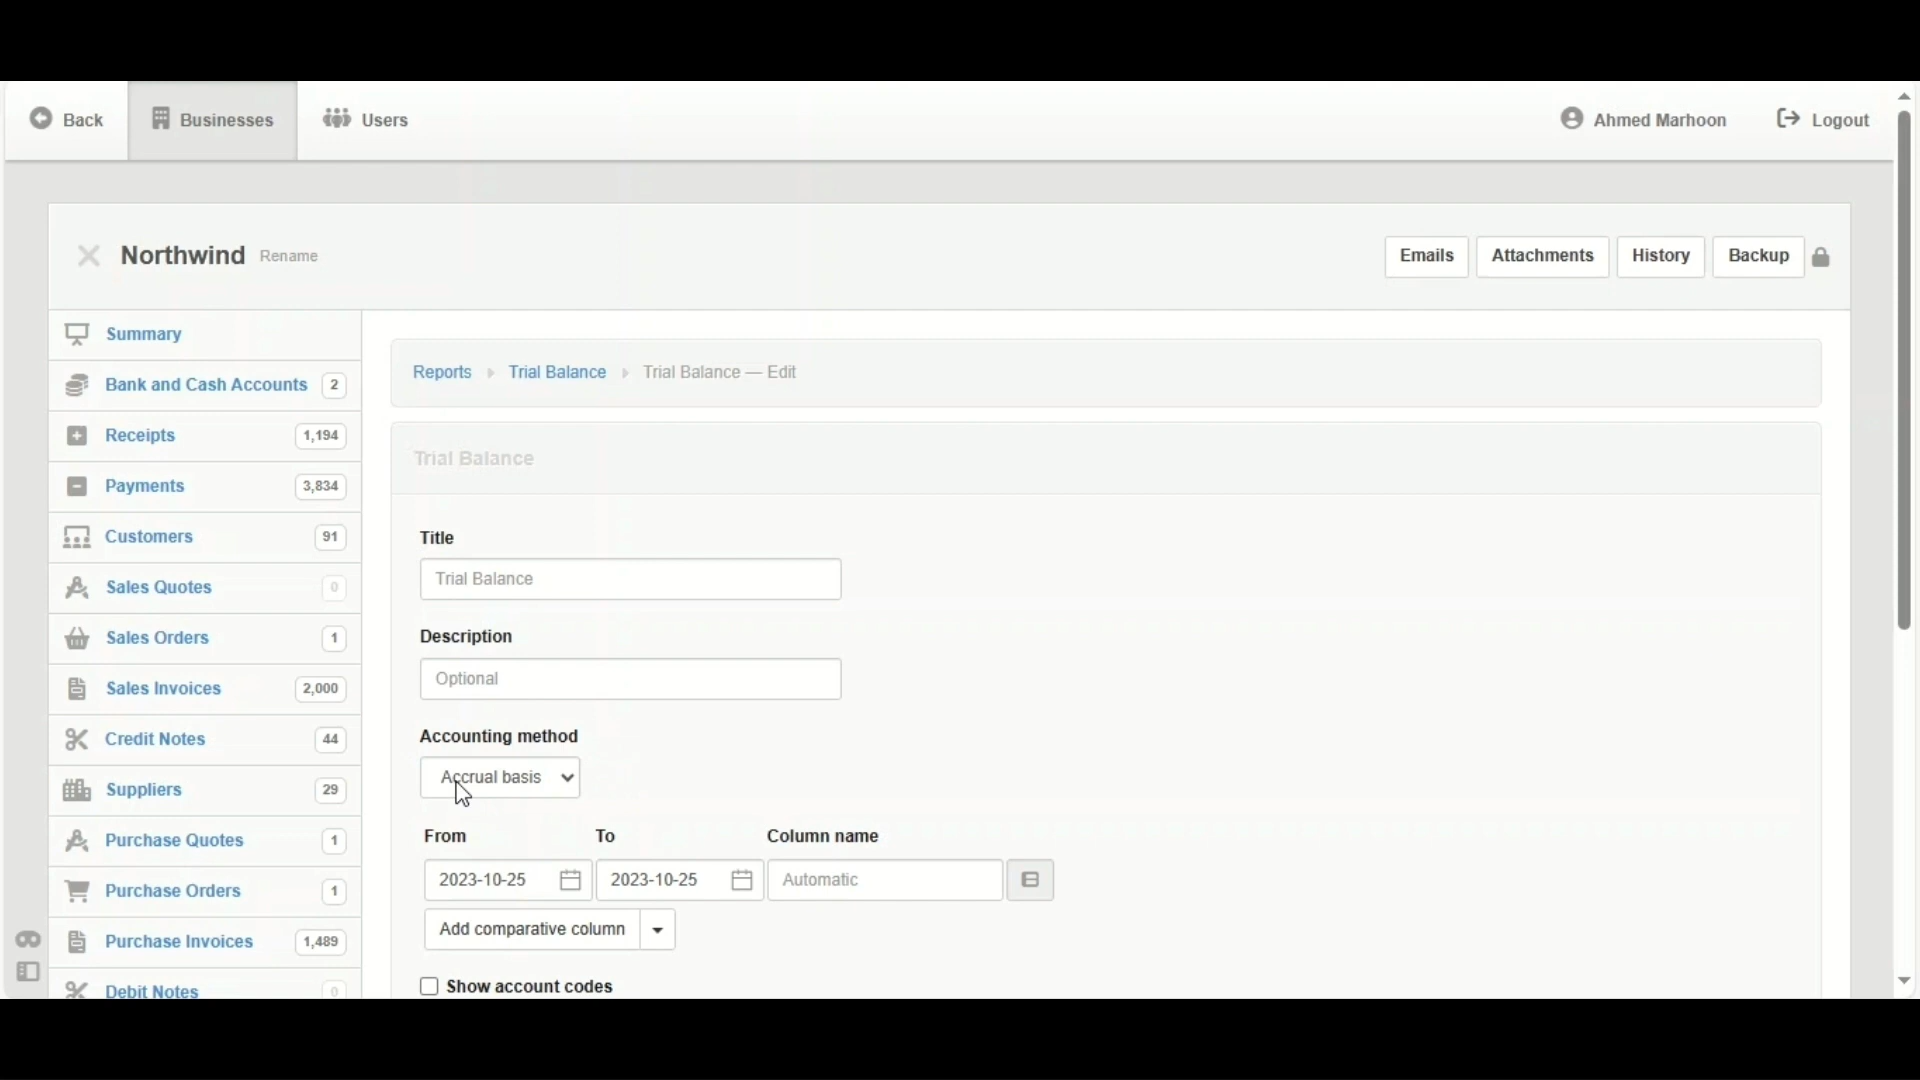 Back Businesses Users Ahmed Marhoon Logout
Northwind Rename Emails Attachments History Backup
Summary
Bank and Cash Accounts 2
Receipts 1,194
Payments 3,834
Customers 91
Sales Quotes 0
Sales Orders 1
Sales Invoices 2,000
Credit Notes 44
Suppliers 29
Purchase Quotes 1
Purchase Orders 1
Purchase Invoices 1,489
Debit Notes 0
Reports Trial Balance Trial Balance — Edit
Trial Balance
Title
Trial Balance
Description
Optional
Accounting method
Accrual basis
From To Column name
2023-10-25 2023-10-25 Automatic
Add comparative column
Show account codes